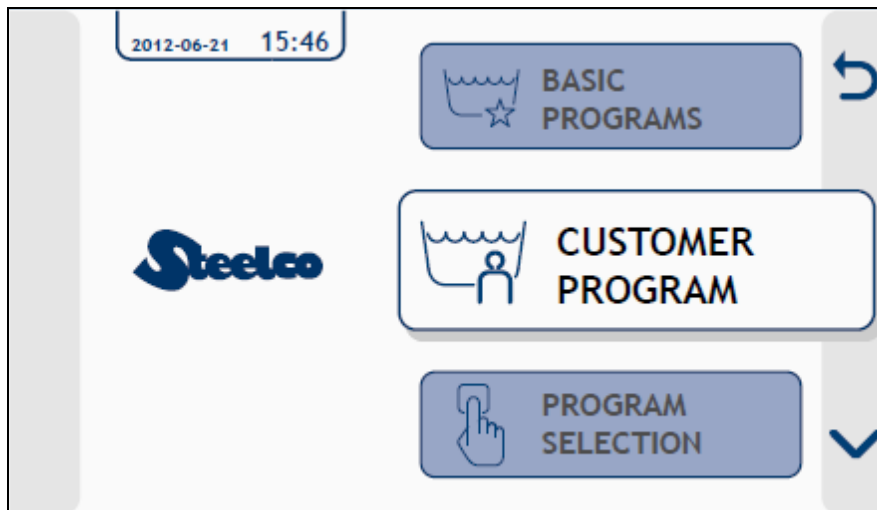 2012-06-21 15:46
BASIC
PROGRAMS
Steelco
CUSTOMER
PROGRAM
PROGRAM
SELECTION